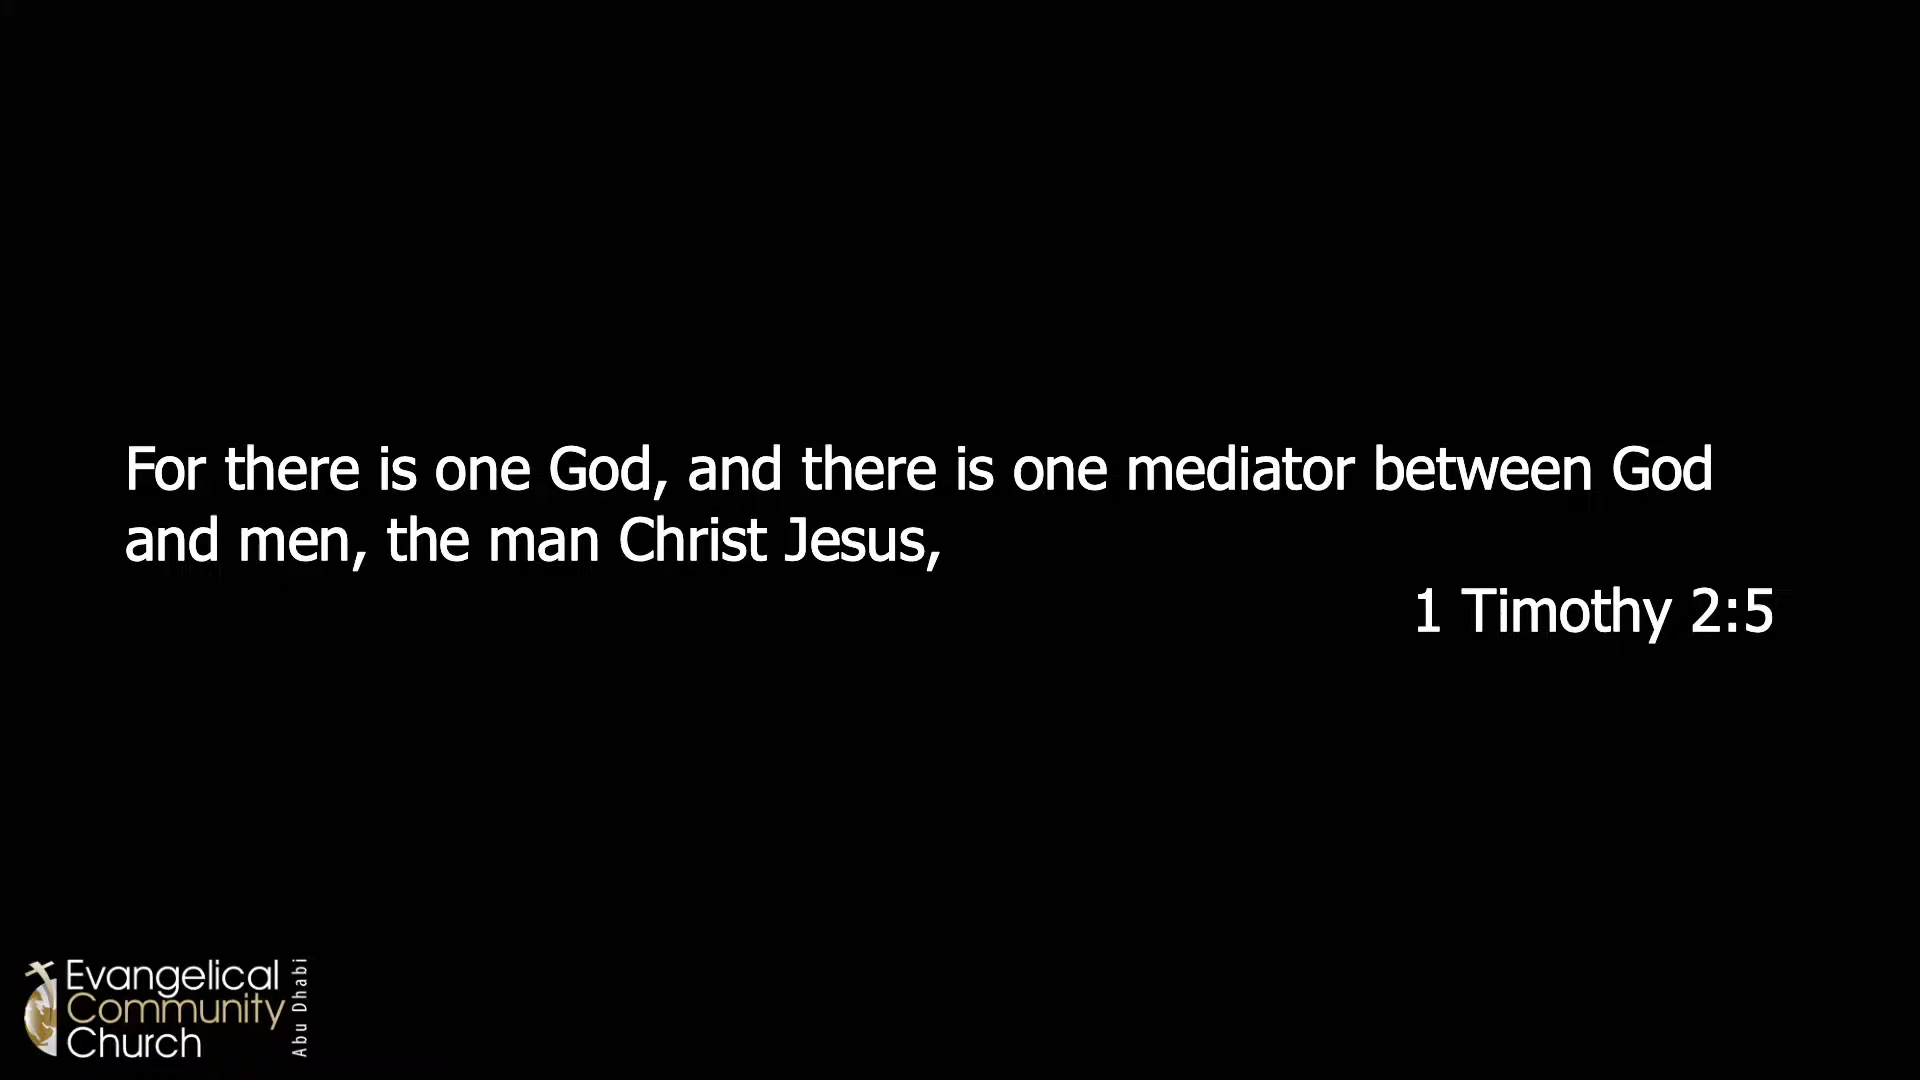 For there is one God, and there is one mediator between God
and men, the man Christ Jesus,
1 Timothy 2:5
Evangelical
Community
Church
Abu Dhabi